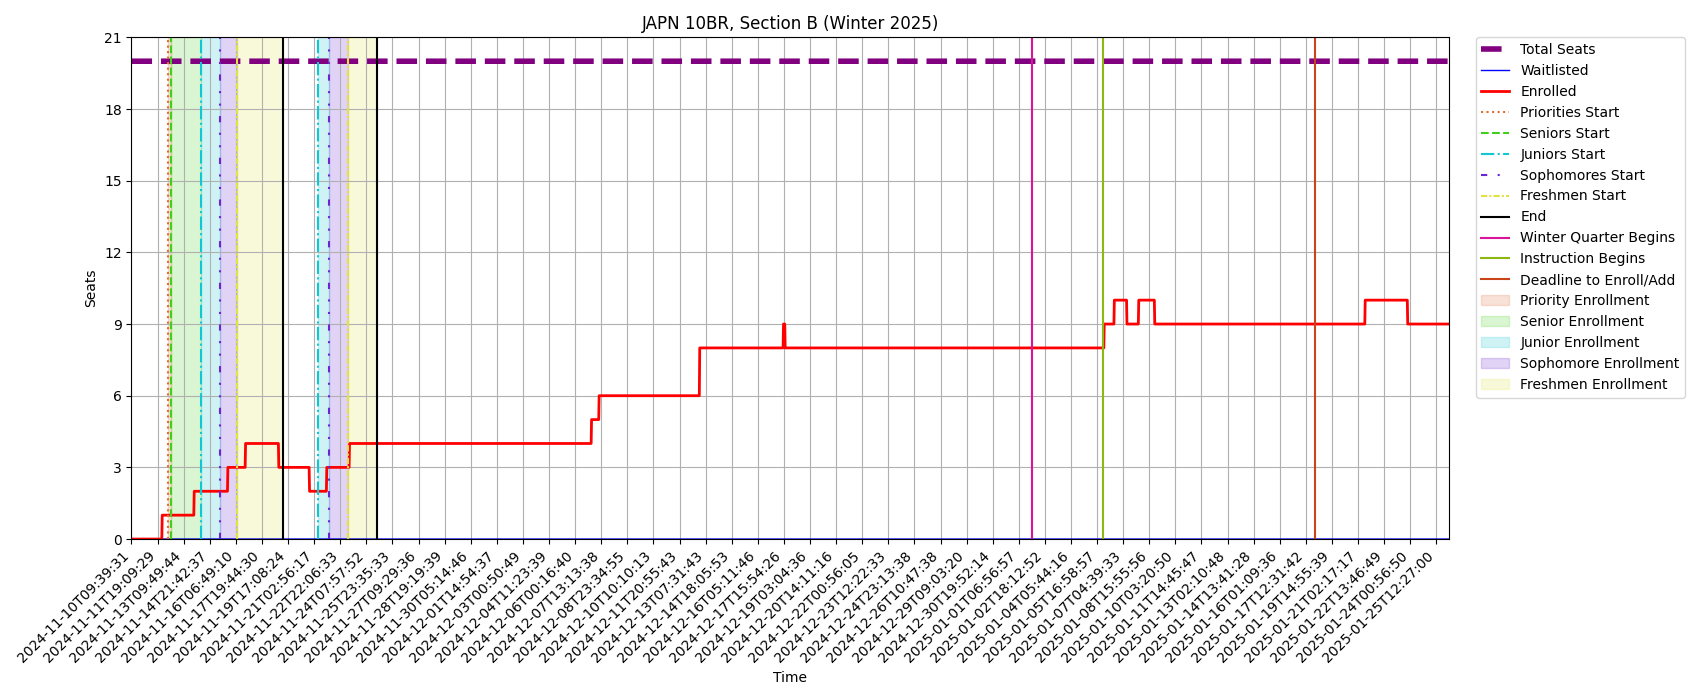 JAPN 10BR, Section B (Winter 2025)
Seats
21
18
15
12
9
6
3
0
2024-11-10T09:39:31
2024-11-11T19:09:29
2024-11-13T09:49:44
2024-11-14T21:42:37
2024-11-16T06:49:10
2024-11-17T19:44:30
2024-11-19T17:08:24
2024-11-21T02:56:17
2024-11-22T22:06:33
2024-11-24T07:57:52
2024-11-25T23:35:33
2024-11-27T09:29:36
2024-11-28T19:19:39
2024-11-30T05:14:46
2024-12-01T14:54:37
2024-12-03T00:50:49
2024-12-04T11:23:39
2024-12-06T00:16:40
2024-12-07T13:13:38
2024-12-08T23:34:55
2024-12-10T10:10:13
2024-12-11T20:55:43
2024-12-13T07:31:43
2024-12-14T18:05:53
2024-12-16T05:11:46
2024-12-17T15:54:26
2024-12-19T03:04:36
2024-12-20T14:11:16
2024-12-22T00:56:05
2024-12-23T12:22:33
2024-12-24T23:13:38
2024-12-26T10:47:38
2024-12-29T09:03:20
2024-12-30T19:52:14
2025-01-01T06:56:57
2025-01-02T18:12:52
2025-01-04T05:44:16
2025-01-05T16:58:57
2025-01-07T04:39:33
2025-01-08T15:55:56
2025-01-10T03:20:50
2025-01-11T14:45:47
2025-01-13T02:10:48
2025-01-14T13:41:28
2025-01-16T01:09:36
2025-01-17T12:31:42
2025-01-19T14:55:39
2025-01-21T02:17:17
2025-01-22T13:46:49
2025-01-24T00:56:50
2025-01-25T12:27:00
Time
Total Seats
Waitlisted
Enrolled
Priorities Start
Seniors Start
Juniors Start
Sophomores Start
Freshmen Start
End
Winter Quarter Begins
Instruction Begins
Deadline to Enroll/Add
Priority Enrollment
Senior Enrollment
Junior Enrollment
Sophomore Enrollment
Freshmen Enrollment